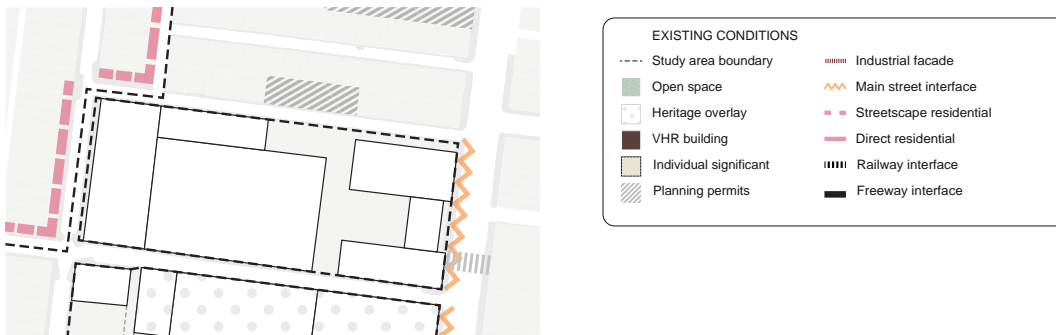 EXISTING CONDITIONS
Study area boundary
Open space
Heritage overlay
VHR building
Individual significant
Planning permits
Industrial facade
Main street interface
Streetscape residential
Direct residential
Railway interface
Freeway interface